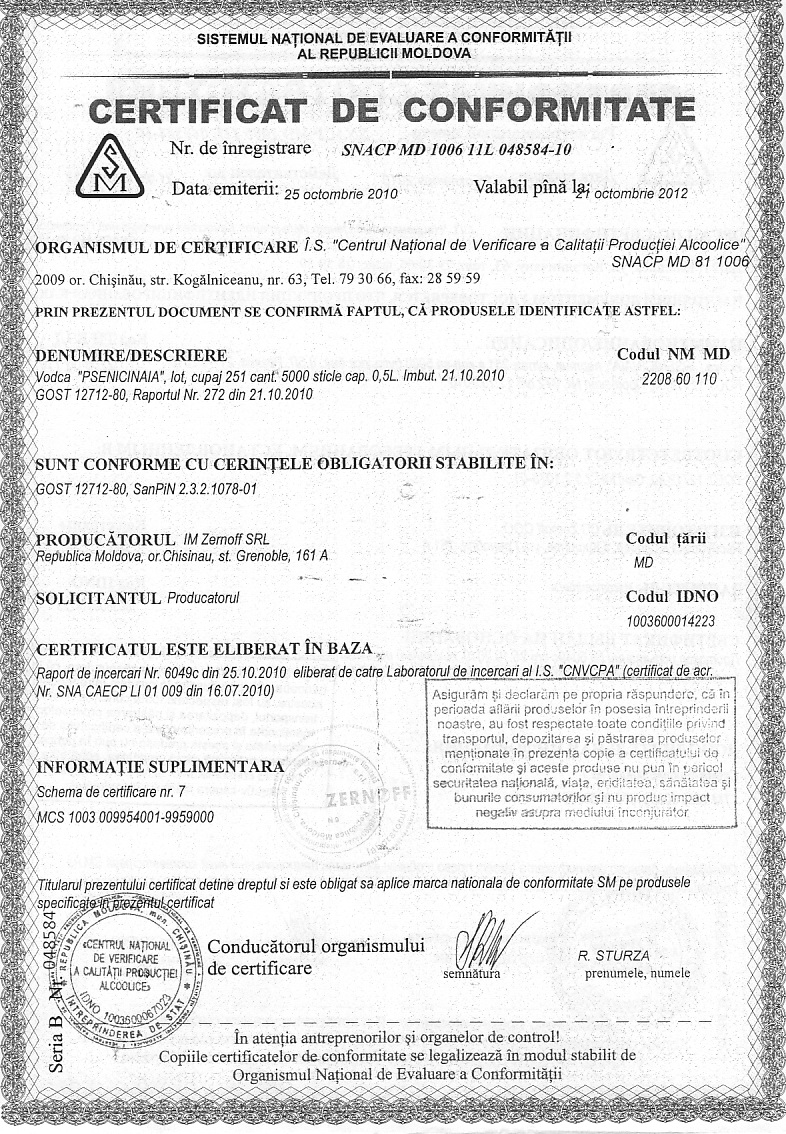 SISTEMUL NAȚIONAL DE EVALUARE A CONFORMITĂȚII
AL REPUBLICII MOLDOVA
CERTIFICAT DE CONFORMITATE
SM
Nr. de înregistrare SNACP MD 1006 11L 048584-10
Data emiterii: 25 octombrie 2010 Valabil pînă la: 21 octombrie 2012
ORGANISMUL DE CERTIFICARE Î.S. "Centrul Național de Verificare a Calitații Producției Alcoolice"
SNACP MD 81 1006
2009 or. Chișinău, str. Kogălniceanu, nr. 63, Tel. 79 30 66, fax: 28 59 59
PRIN PREZENTUL DOCUMENT SE CONFIRMĂ FAPTUL, CĂ PRODUSELE IDENTIFICATE ASTFEL:
DENUMIRE/DESCRIERE Codul NM MD
Vodca "PSENICINAIA", lot, cupaj 251 cant. 5000 sticle cap. 0,5L. Imbut. 21.10.2010 2208 60 110
GOST 12712-80, Raportul Nr. 272 din 21.10.2010
SUNT CONFORME CU CERINȚELE OBLIGATORII STABILITE ÎN:
GOST 12712-80, SanPiN 2.3.2.1078-01
PRODUCĂTORUL IM Zernoff SRL Codul țării
Republica Moldova, or.Chisinau, st. Grenoble, 161 A MD
SOLICITANTUL Producatorul Codul IDNO
1003600014223
CERTIFICATUL ESTE ELIBERAT ÎN BAZA
Raport de incercari Nr. 6049c din 25.10.2010 eliberat de catre Laboratorul de incercari al I.S. "CNVCPA" (certificat de acr.
Nr. SNA CAECP LI 01 009 din 16.07.2010)
Asigurăm și declarăm pe propria răspundere, că în
perioada aflării produselor în posesia întreprinderii
noastre, au fost respectate toate condițiile privind
transportul, depozitarea și păstrarea produselor
menționate în prezenta copie a certificatului de
conformitate și aceste produse nu pun în pericol
securitatea națională, viața, ereditatea, sănătatea și
bunurile consumatorilor și nu produc impact
negativ asupra mediului înconjurător
INFORMAȚIE SUPLIMENTARA
Schema de certificare nr. 7
ZERNOFF
MCS 1003 009954001-9959000
Titularul prezentului certificat detine dreptul si este obligat sa aplice marca nationala de conformitate SM pe produsele
specificate in prezentul certificat
Seria B Nr. 048584
REPUBLICA MOLDOVA, mun. CHIȘINĂU
«CENTRUL NAȚIONAL
DE VERIFICARE
A CALITĂȚII PRODUCȚIEI
ALCOOLICE»
IDNO 1003600067023
ÎNTREPRINDEREA DE STAT
Conducătorul organismului
de certificare
semnătura
R. STURZA
prenumele, numele
În atenția antreprenorilor și organelor de control!
Copiile certificatelor de conformitate se legalizează în modul stabilit de
Organismul Național de Evaluare a Conformității